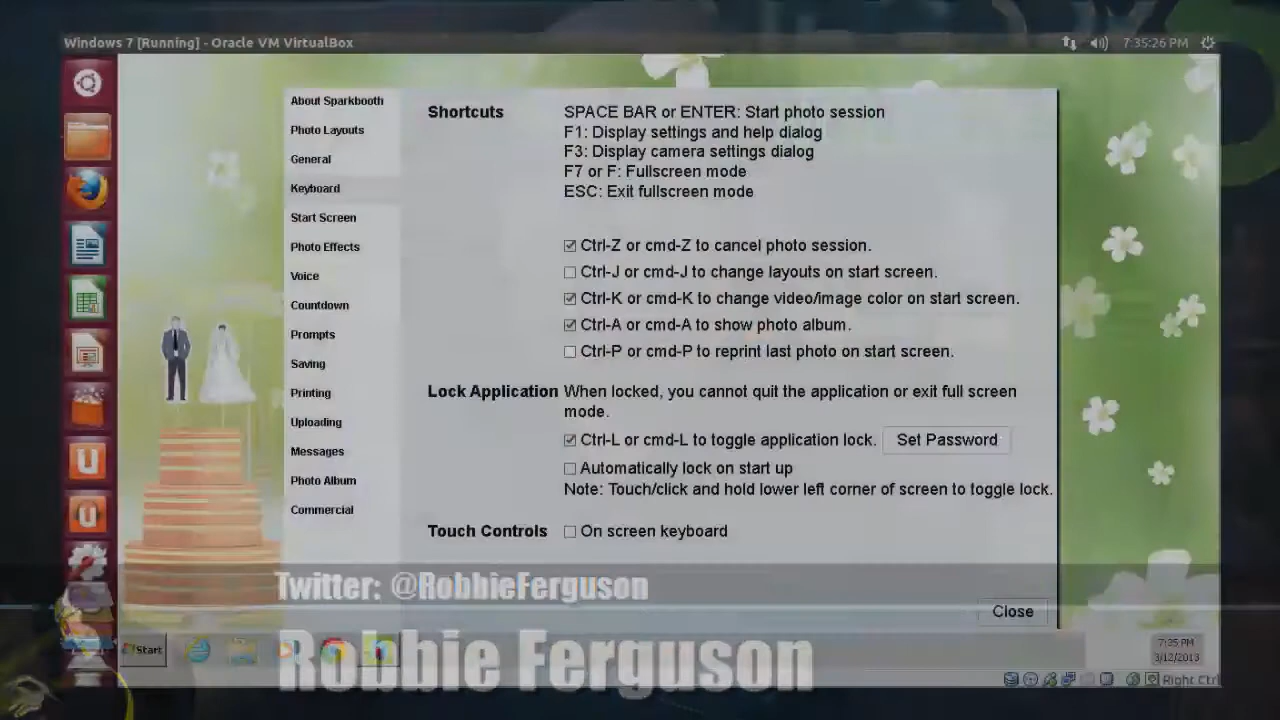 Windows 7 [Running] - Oracle VM VirtualBox
7:35:26 PM
About Sparkbooth
Photo Layouts
General
Keyboard
Start Screen
Photo Effects
Voice
Countdown
Prompts
Saving
Printing
Uploading
Messages
Photo Album
Commercial
Shortcuts
SPACE BAR or ENTER: Start photo session
F1: Display settings and help dialog
F3: Display camera settings dialog
F7 or F: Fullscreen mode
ESC: Exit fullscreen mode
Ctrl-Z or cmd-Z to cancel photo session.
Ctrl-J or cmd-J to change layouts on start screen.
Ctrl-K or cmd-K to change video/image color on start screen.
Ctrl-A or cmd-A to show photo album.
Ctrl-P or cmd-P to reprint last photo on start screen.
Lock Application
When locked, you cannot quit the application or exit full screen
mode.
Ctrl-L or cmd-L to toggle application lock.
Set Password
Automatically lock on start up
Note: Touch/click and hold lower left corner of screen to toggle lock.
Touch Controls
On screen keyboard
Close
Twitter: @RobbieFerguson
Robbie Ferguson
Start
7:35 PM
3/12/2013
Right Ctrl